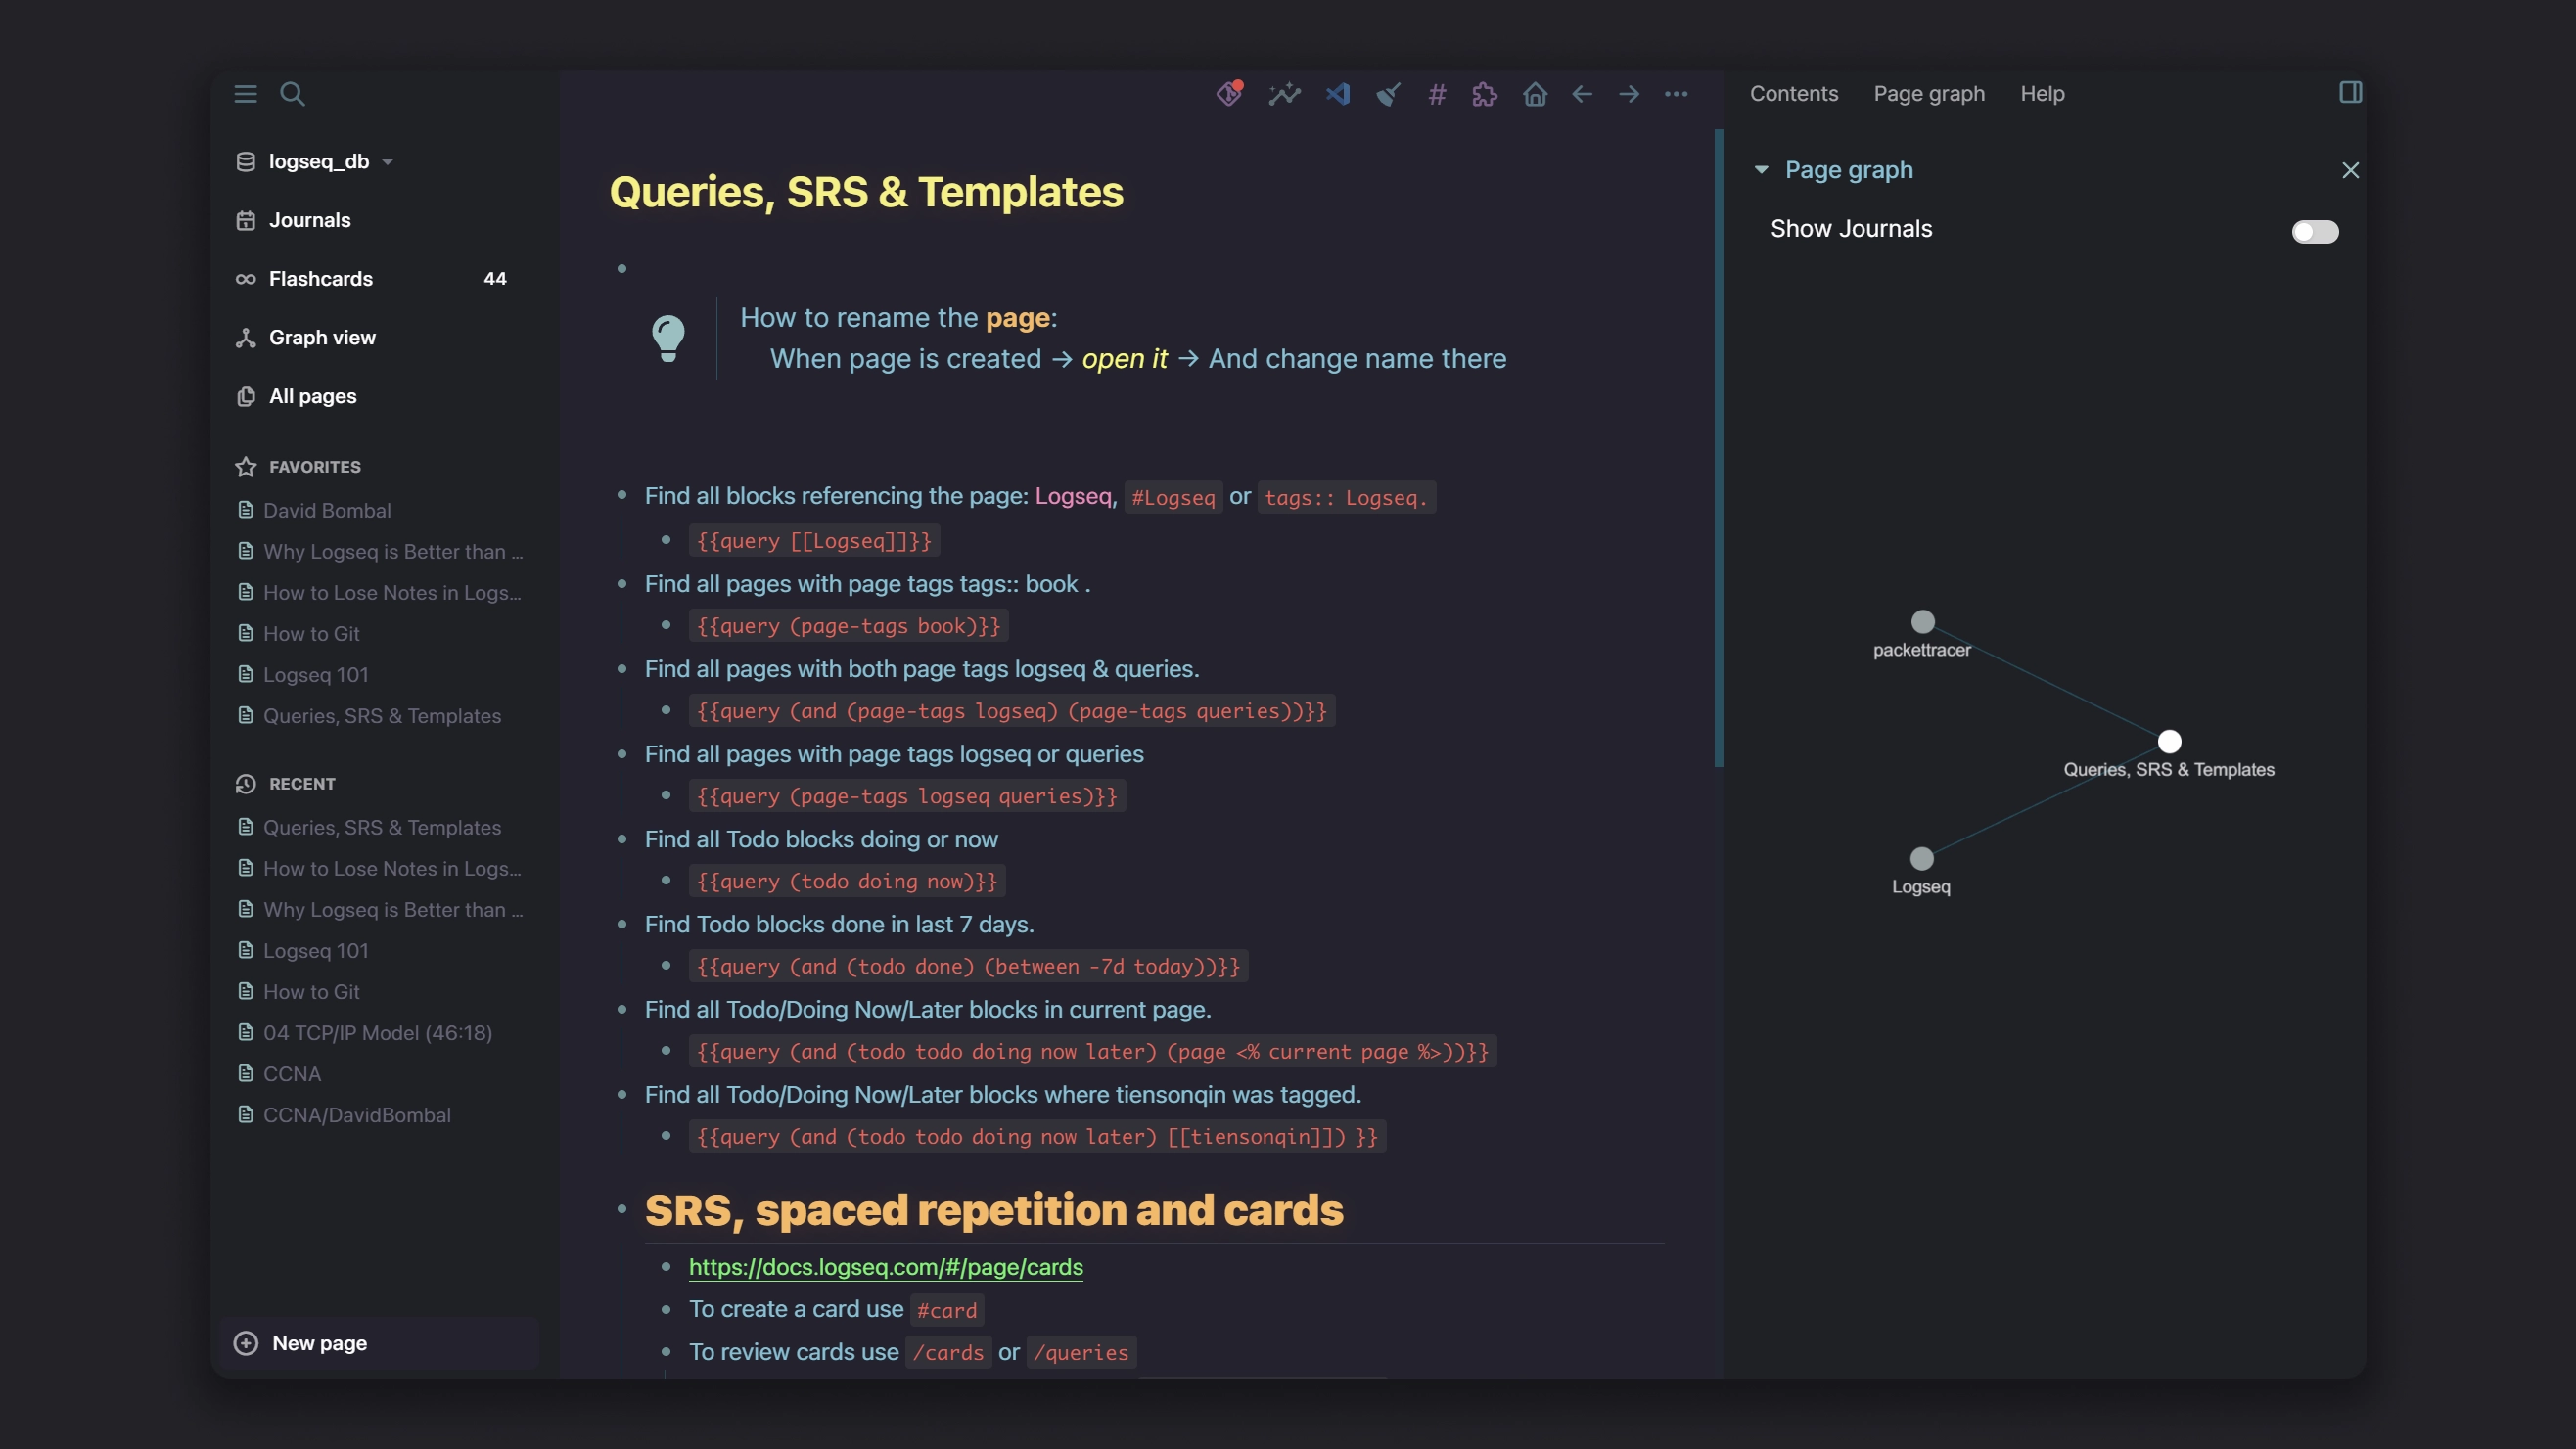 logseq_db
Journals
Flashcards 44
Graph view
All pages
FAVORITES
David Bombal
Why Logseq is Better than ...
How to Lose Notes in Logs...
How to Git
Logseq 101
Queries, SRS & Templates
RECENT
Queries, SRS & Templates
How to Lose Notes in Logs...
Why Logseq is Better than ...
Logseq 101
How to Git
04 TCP/IP Model (46:18)
CCNA
CCNA/DavidBombal
New page
Queries, SRS & Templates
How to rename the page:
When page is created → open it → And change name there
Find all blocks referencing the page: Logseq, #Logseq or tags:: Logseq.
{{query [[Logseq]]}}
Find all pages with page tags tags:: book .
{{query (page-tags book)}}
Find all pages with both page tags logseq & queries.
{{query (and (page-tags logseq) (page-tags queries))}}
Find all pages with page tags logseq or queries
{{query (page-tags logseq queries)}}
Find all Todo blocks doing or now
{{query (todo doing now)}}
Find Todo blocks done in last 7 days.
{{query (and (todo done) (between -7d today))}}
Find all Todo/Doing Now/Later blocks in current page.
{{query (and (todo todo doing now later) (page <% current page %>))}}
Find all Todo/Doing Now/Later blocks where tiensonqin was tagged.
{{query (and (todo todo doing now later) [[tiensonqin]]) }}
SRS, spaced repetition and cards
https://docs.logseq.com/#/page/cards
To create a card use #card
To review cards use /cards or /queries
Contents Page graph Help
Page graph
Show Journals
packettracer
Queries, SRS & Templates
Logseq